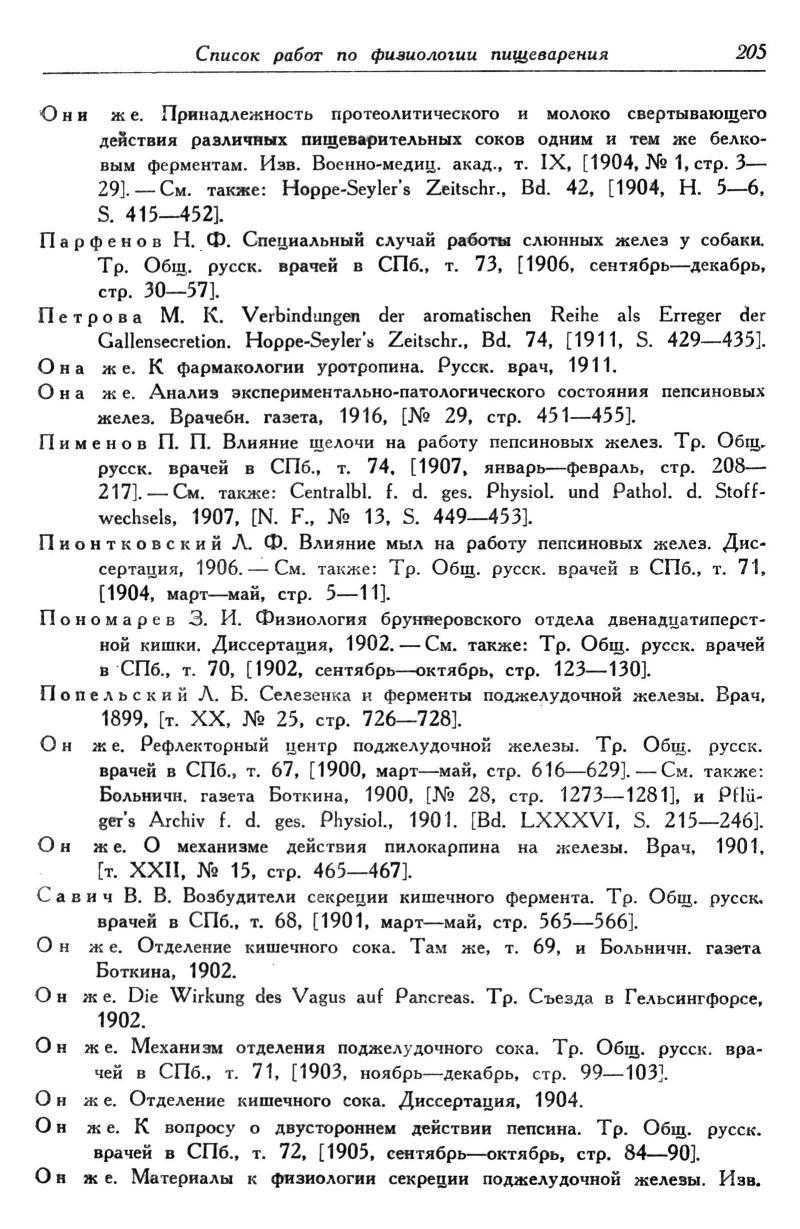 Список работ по физиологии пищеварения 205
Они же. Принадлежность протеолитического и молоко свертывающего
действия различных пищеварительных соков одним и тем же белко-
вым ферментам. Изв. Военно-медиц. акад., т. IX, [1904, № 1, стр. 3—
29]. — См. также: Hoppe-Seyler's Zeitschr., Bd. 42, [1904, H. 5—6,
S. 415—452].
Парфенов Н. Ф. Специальный случай работы слюнных желез у собаки.
Тр. Общ. русск. врачей в СПб., т. 73, [1906, сентябрь—декабрь,
стр. 30—57].
Петрова М. К. Verbindungen der aromatischen Reihe als Erreger der
Gallensecretion. Hoppe-Seyler's Zeitschr., Bd. 74, [1911, S. 429—435].
Она же. К фармакологии уротропина. Русск. врач, 1911.
Она же. Анализ экспериментально-патологического состояния пепсиновых
желез. Врачебн. газета, 1916, [№ 29, стр. 451—455].
Пименов П. П. Влияние щелочи на работу пепсиновых желез. Тр. Общ.
русск. врачей в СПб., т. 74, [1907, январь—февраль, стр. 208—
217]. — См. также: Centralbl. f. d. ges. Physiol. und Pathol. d. Stoff-
wechsels, 1907, [N. F., № 13, S. 449—453].
Пионтковский Л. Ф. Влияние мыл на работу пепсиновых желез. Дис-
сертация, 1906. — См. также: Тр. Общ. русск. врачей в СПб., т. 71,
[1904, март—май, стр. 5—11].
Пономарев З. И. Физиология бруннеровского отдела двенадцатиперст-
ной кишки. Диссертация, 1902. — См. также: Тр. Общ. русск. врачей
в СПб., т. 70, [1902, сентябрь—октябрь, стр. 123—130].
Попельский Л. Б. Селезенка и ферменты поджелудочной железы. Врач,
1899, [т. XX, № 25, стр. 726—728].
Он же. Рефлекторный центр поджелудочной железы. Тр. Общ. русск.
врачей в СПб., т. 67, [1900, март—май, стр. 616—629]. — См. также:
Больничн. газета Боткина, 1900, [№ 28, стр. 1273—1281], и Pflü-
ger's Archiv f. d. ges. Physiol., 1901. [Bd. LXXXVI, S. 215—246].
Он же. О механизме действия пилокарпина на железы. Врач, 1901,
[т. XXII, № 15, стр. 465—467].
Савич В. В. Возбудители секреции кишечного фермента. Тр. Общ. русск.
врачей в СПб., т. 68, [1901, март—май, стр. 565—566].
Он же. Отделение кишечного сока. Там же, т. 69, и Больничн. газета
Боткина, 1902.
Он же. Die Wirkung des Vagus auf Pancreas. Тр. Съезда в Гельсингфорсе,
1902.
Он же. Механизм отделения поджелудочного сока. Тр. Общ. русск. вра-
чей в СПб., т. 71, [1903, ноябрь—декабрь, стр. 99—103].
Он же. Отделение кишечного сока. Диссертация, 1904.
Он же. К вопросу о двустороннем действии пепсина. Тр. Общ. русск.
врачей в СПб., т. 72, [1905, сентябрь—октябрь, стр. 84—90].
Он же. Материалы к физиологии секреции поджелудочной железы. Изв.